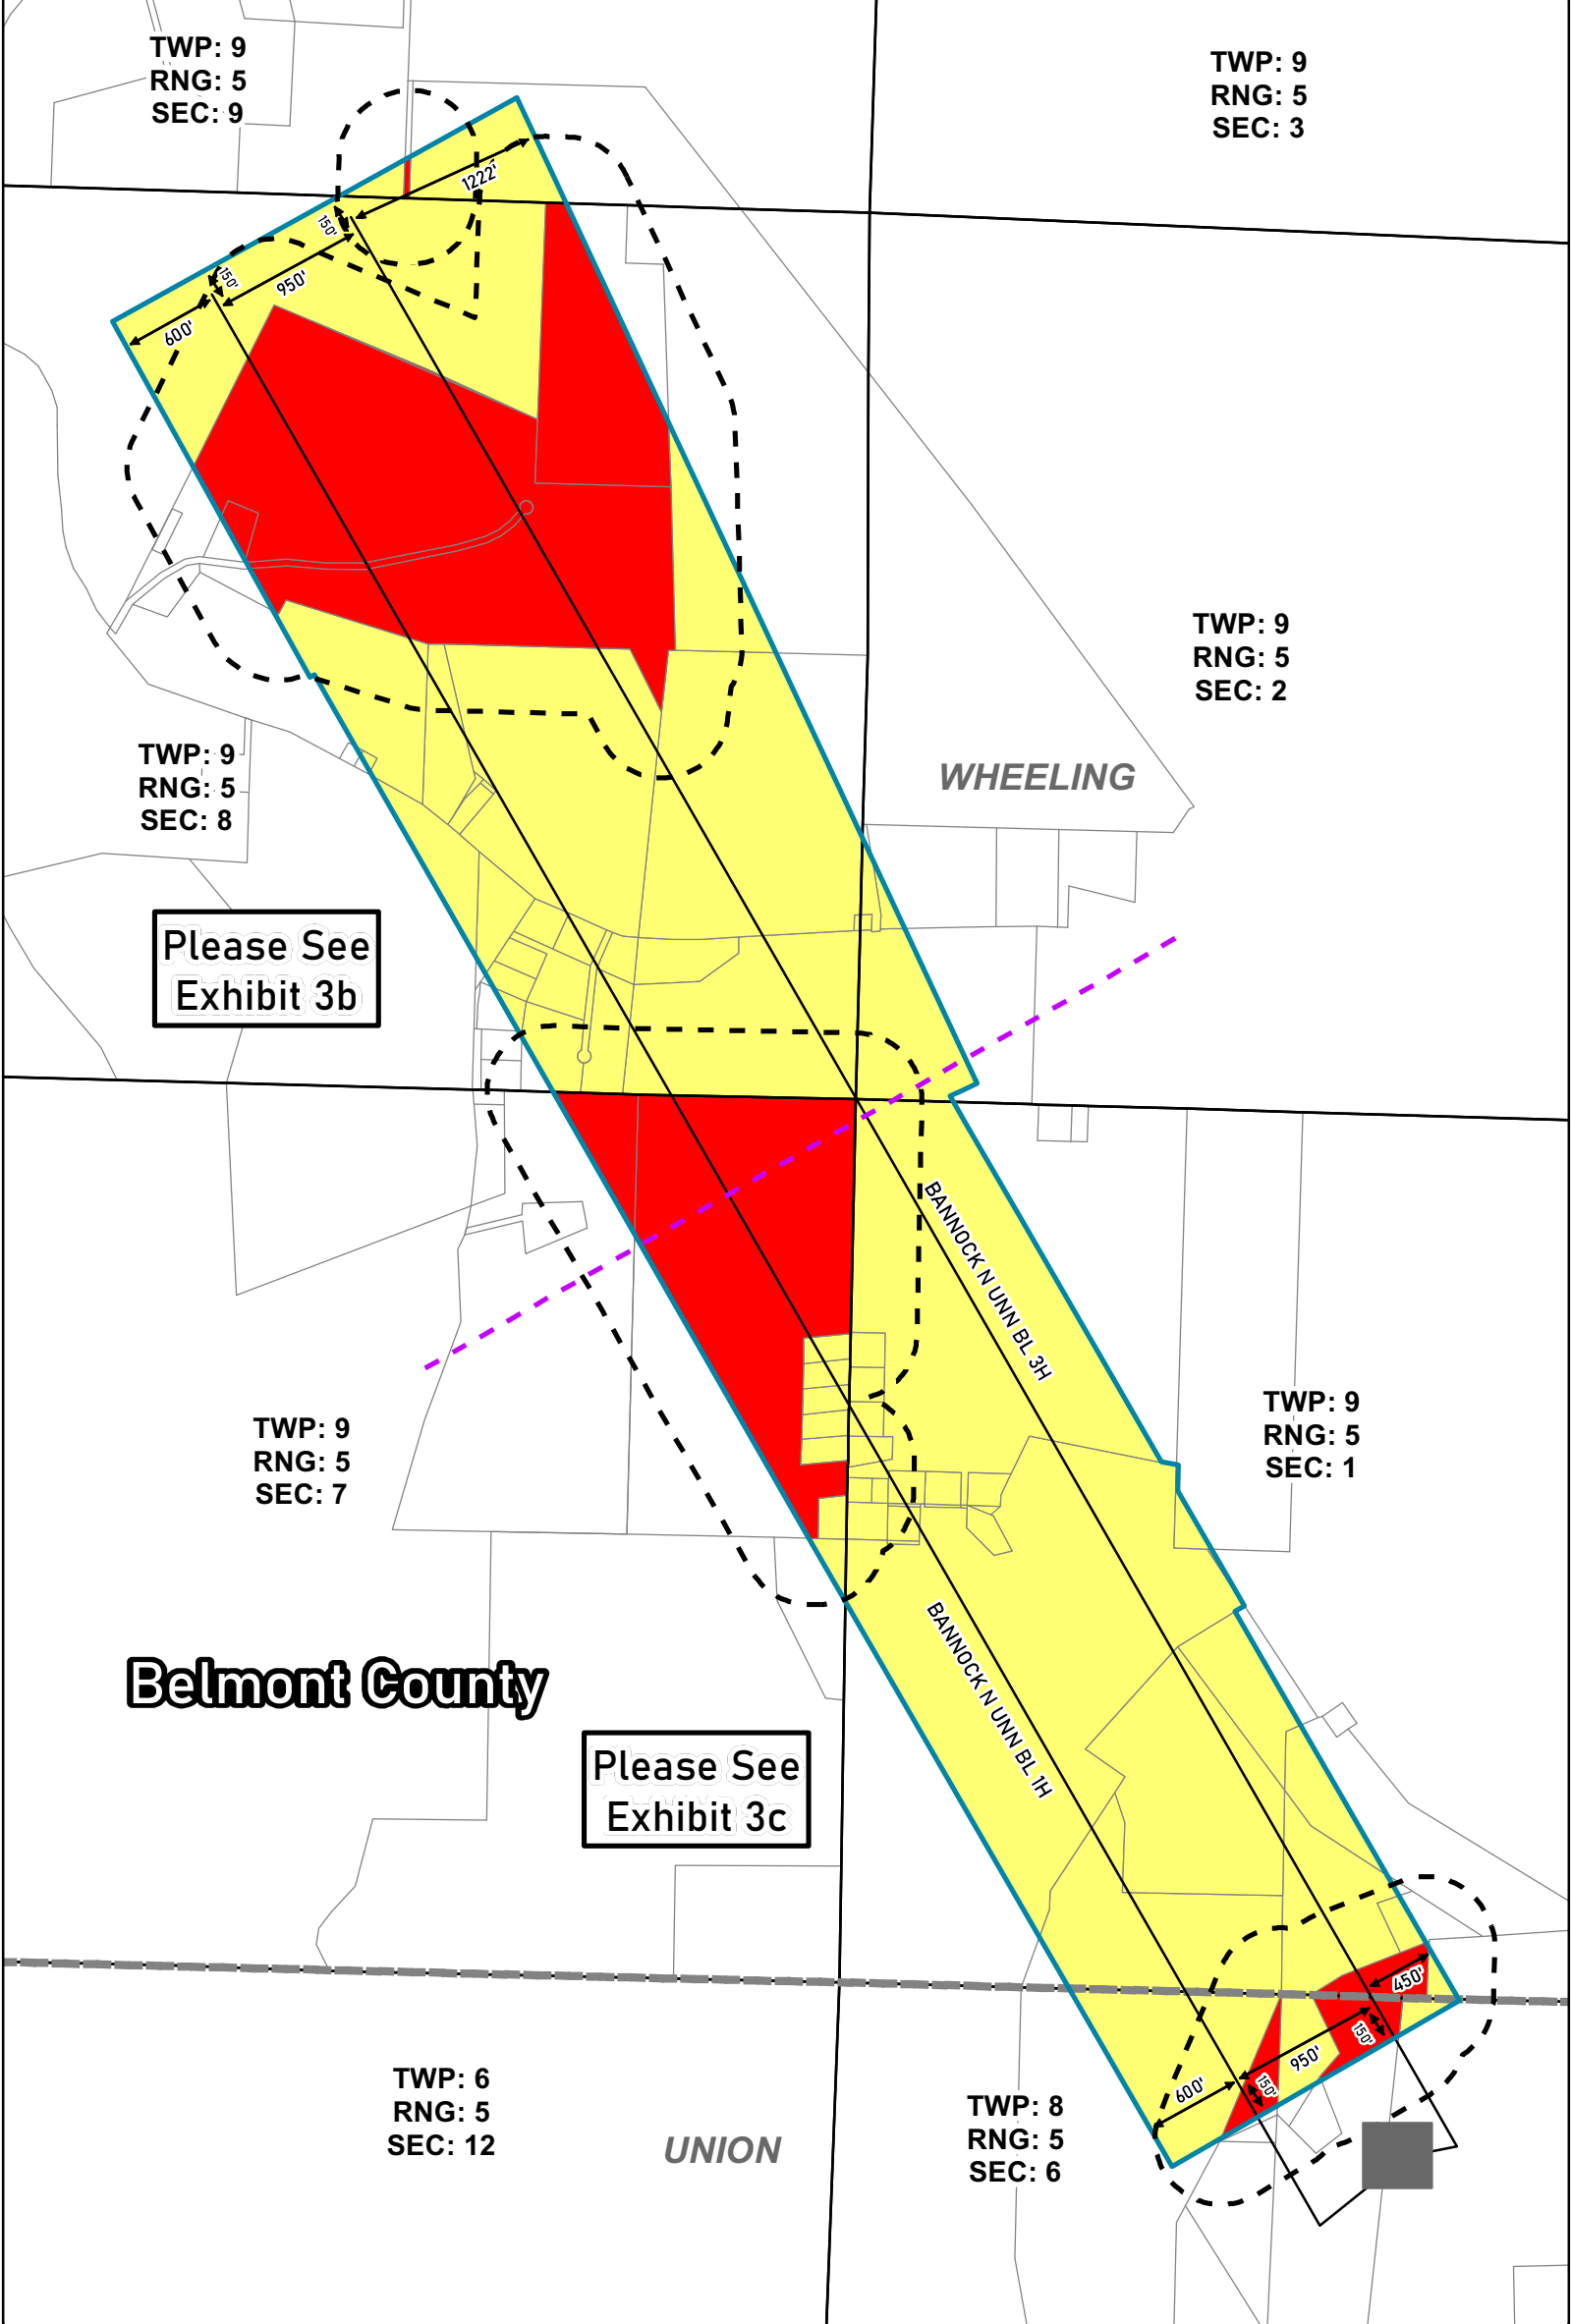 TWP: 9
RNG: 5
SEC: 9
TWP: 9
RNG: 5
SEC: 3
1222'
150'
950'
150'
600'
TWP: 9
RNG: 5
SEC: 2
WHEELING
TWP: 9
RNG: 5
SEC: 8
Please See
Exhibit 3b
BANNOCK N UNN BL 3H
TWP: 9
RNG: 5
SEC: 7
TWP: 9
RNG: 5
SEC: 1
BANNOCK N UNN BL 1H
Belmont County
Please See
Exhibit 3c
450'
150'
950'
150'
600'
TWP: 6
RNG: 5
SEC: 12
UNION
TWP: 8
RNG: 5
SEC: 6